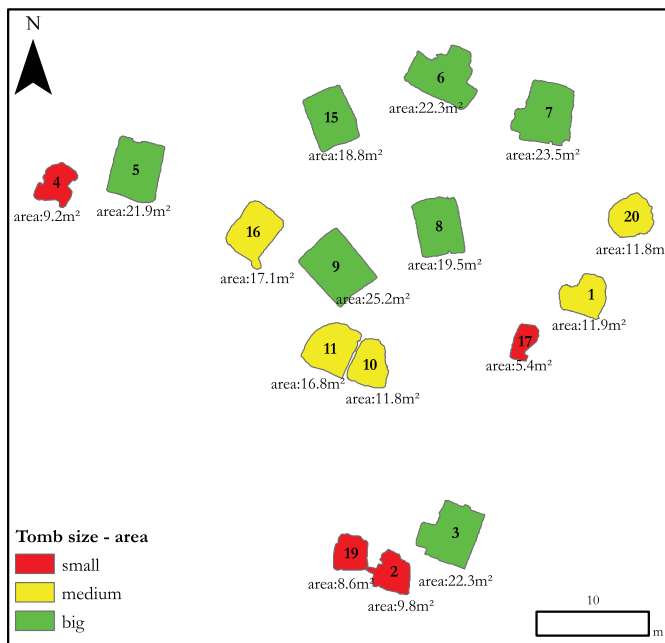 N
6
area:22.3m²
15
area:18.8m²
7
area:23.5m²
4
area:9.2m²
5
area:21.9m²
16
area:17.1m²
8
area:19.5m²
20
area:11.8m
9
area:25.2m²
1
area:11.9m²
17
area:5.4m²
11
area:16.8m²
10
area:11.8m²
3
area:22.3m²
19
area:8.6m²
2
area:9.8m²
Tomb size - area
small
medium
big
10
m